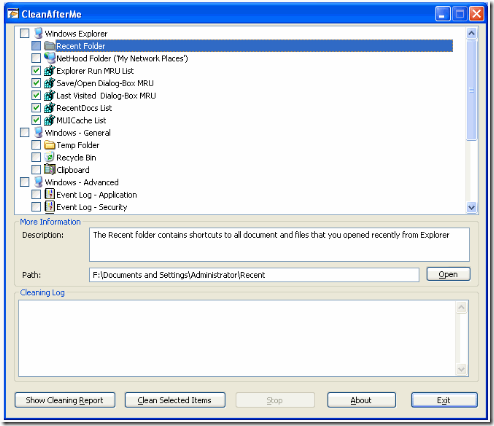 CleanAfterMe
Windows Explorer
Recent Folder
NetHood Folder ('My Network Places')
Explorer Run MRU List
Save/Open Dialog-Box MRU
Last Visited Dialog-Box MRU
RecentDocs List
MUICache List
Windows - General
Temp Folder
Recycle Bin
Clipboard
Windows - Advanced
Event Log - Application
Event Log - Security
More Information
Description:
The Recent folder contains shortcuts to all document and files that you opened recently from Explorer
Path:
F:\Documents and Settings\Administrator\Recent
Open
Cleaning Log
Show Cleaning Report
Clean Selected Items
Stop
About
Exit